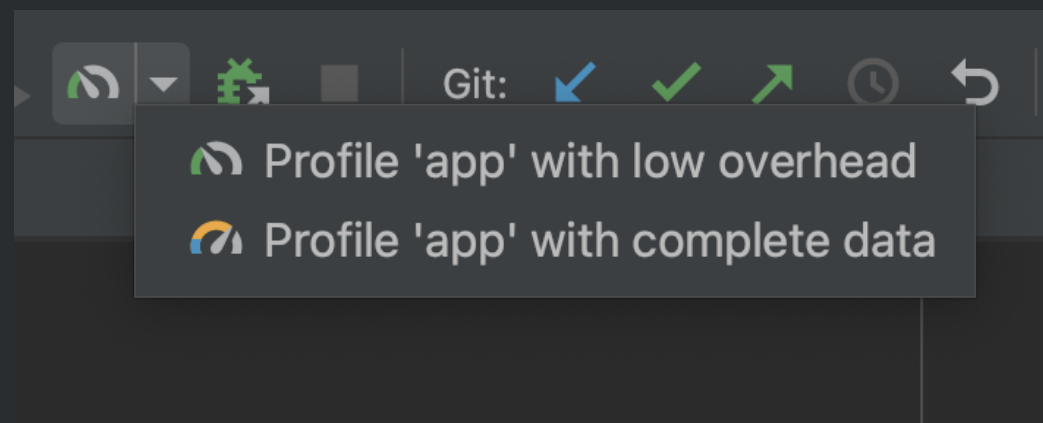 Git:
Profile 'app' with low overhead
Profile 'app' with complete data